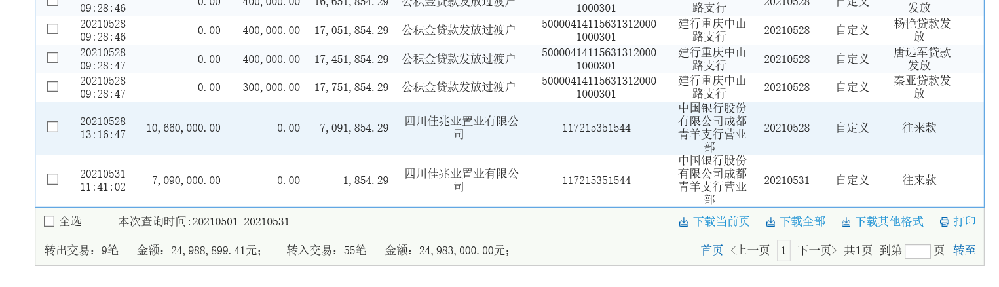 0.00 400,000.00 16,651,854.29 公积金贷款发放过渡户 20210528 自定义
09:28:46 1000301 路支行 发放
20210528 50000414115631312000 建行重庆中山 杨艳贷款发
0.00 400,000.00 17,051,854.29 公积金贷款发放过渡户 20210528 自定义
09:28:46 1000301 路支行 放
20210528 50000414115631312000 建行重庆中山 唐远军贷款
0.00 400,000.00 17,451,854.29 公积金贷款发放过渡户 20210528 自定义
09:28:47 1000301 路支行 发放
20210528 50000414115631312000 建行重庆中山 秦亚贷款发
0.00 300,000.00 17,751,854.29 公积金贷款发放过渡户 20210528 自定义
09:28:47 1000301 路支行 放
中国银行股份
20210528 四川佳兆业置业有限公 有限公司成都
10,660,000.00 0.00 7,091,854.29 117215351544 20210528 自定义 往来款
13:16:47 司 青羊支行营业
部
中国银行股份
20210531 四川佳兆业置业有限公 有限公司成都
7,090,000.00 0.00 1,854.29 117215351544 20210531 自定义 往来款
11:41:02 司 青羊支行营业
部
全选 本次查询时间:20210501-20210531 下载当前页 下载全部 下载其他格式 打印
转出交易：9笔 金额：24,988,899.41元； 转入交易：55笔 金额：24,983,000.00元； 首页 <上一页 1 下一页> 共1页 到第 页 转至